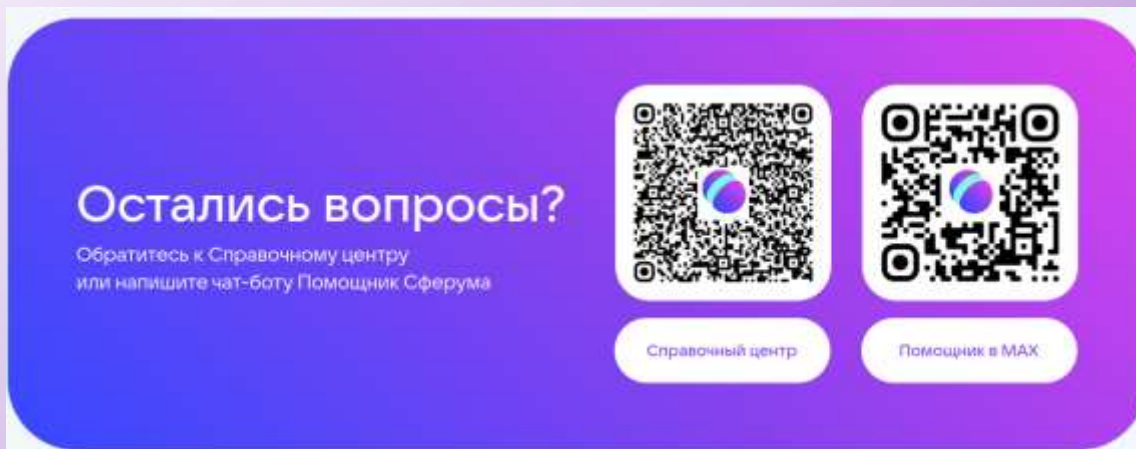 Остались вопросы?
Обратитесь к Справочному центру
или напишите чат-боту Помощник Сферума
Справочный центр
Помощник в MAX